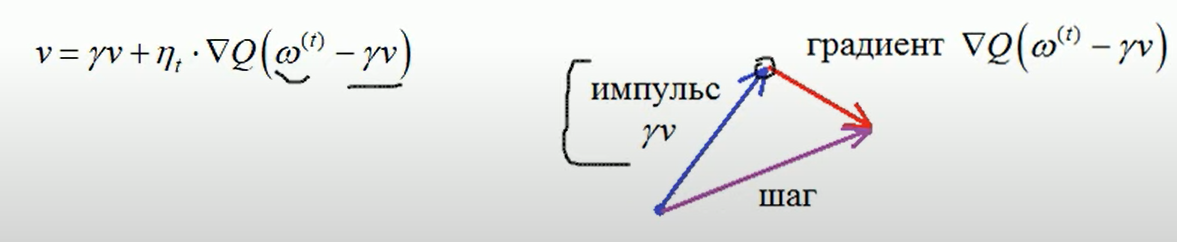 v = γv + η_t · ∇Q(ω^(t) − γv)
градиент ∇Q(ω^(t) − γv)
импульс
γv
шаг